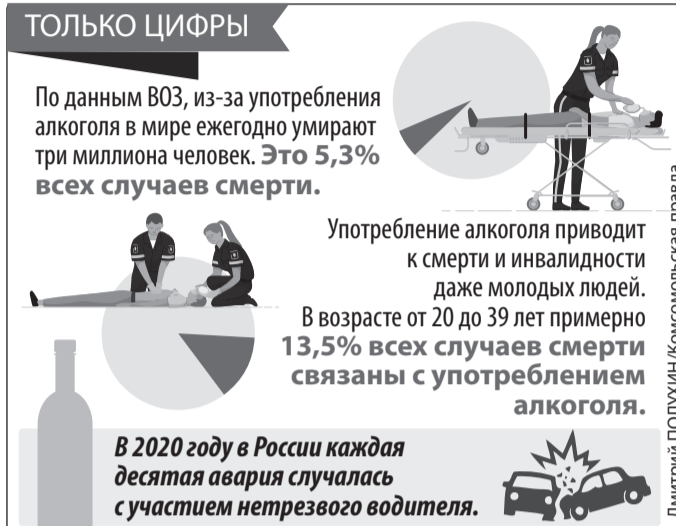 ТОЛЬКО ЦИФРЫ
По данным ВОЗ, из-за употребления
алкоголя в мире ежегодно умирают
три миллиона человек. Это 5,3%
всех случаев смерти.
Употребление алкоголя приводит
к смерти и инвалидности
даже молодых людей.
В возрасте от 20 до 39 лет примерно
13,5% всех случаев смерти
связаны с употреблением
алкоголя.
В 2020 году в России каждая
десятая авария случалась
с участием нетрезвого водителя.
Дмитрий ПОЛУХИН/Комсомольская правда